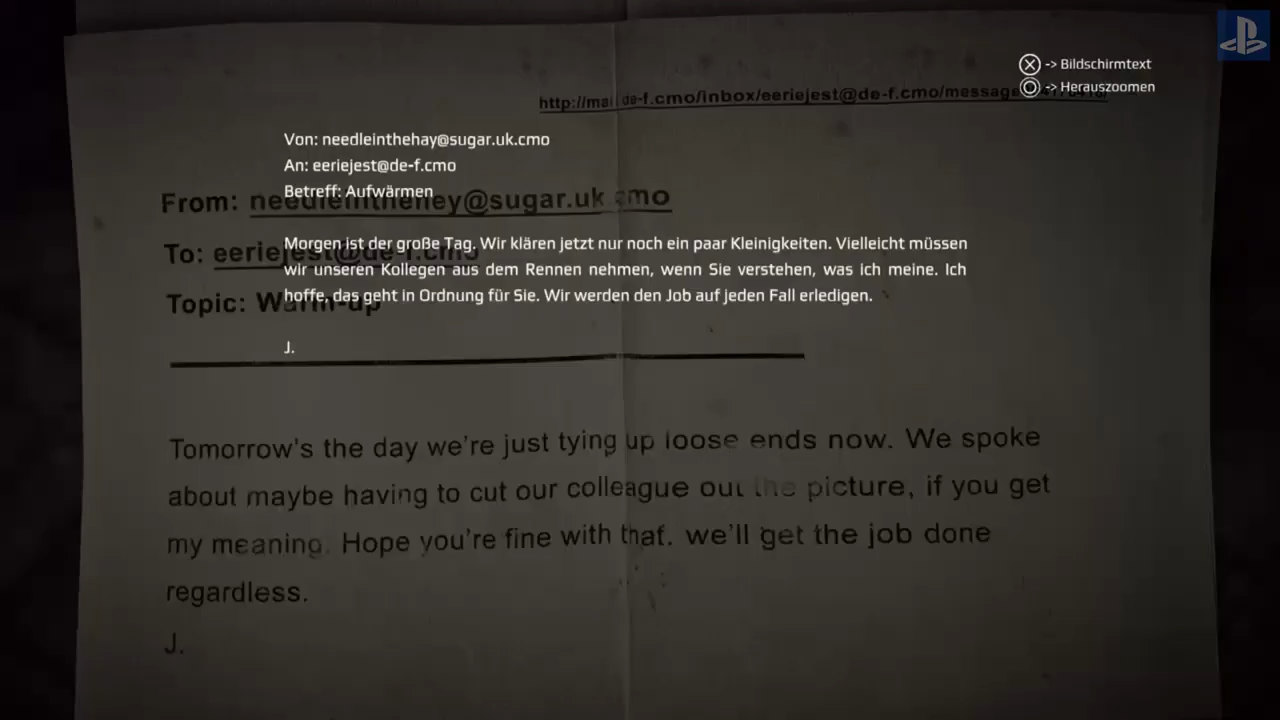 -> Bildschirmtext
-> Herauszoomen
de-f.cmo/inbox/eeriejest@de-f.cmo/message
Von: needleinthehay@sugar.uk.cmo
An: eeriejest@de-f.cmo
Betreff: Aufwärmen
Morgen ist der große Tag. Wir klären jetzt nur noch ein paar Kleinigkeiten. Vielleicht müssen
wir unseren Kollegen aus dem Rennen nehmen, wenn Sie verstehen, was ich meine. Ich
hoffe, das geht in Ordnung für Sie. Wir werden den Job auf jeden Fall erledigen.
J.
From: needleintheney@sugar.uk.cmo
To: eeriejest@de-f.cmo
Topic: Warm-up
Tomorrow's the day we're just tying up loose ends now. We spoke
about maybe having to cut our colleague out the picture, if you get
my meaning. Hope you're fine with that. we'll get the job done
regardless.
J.